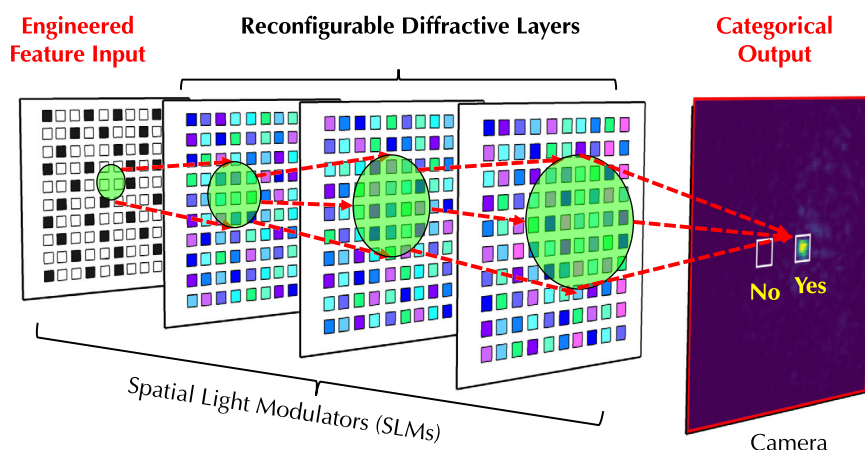 Engineered
Feature Input
Reconfigurable Diffractive Layers
Categorical
Output
No
Yes
Spatial Light Modulators (SLMs)
Camera